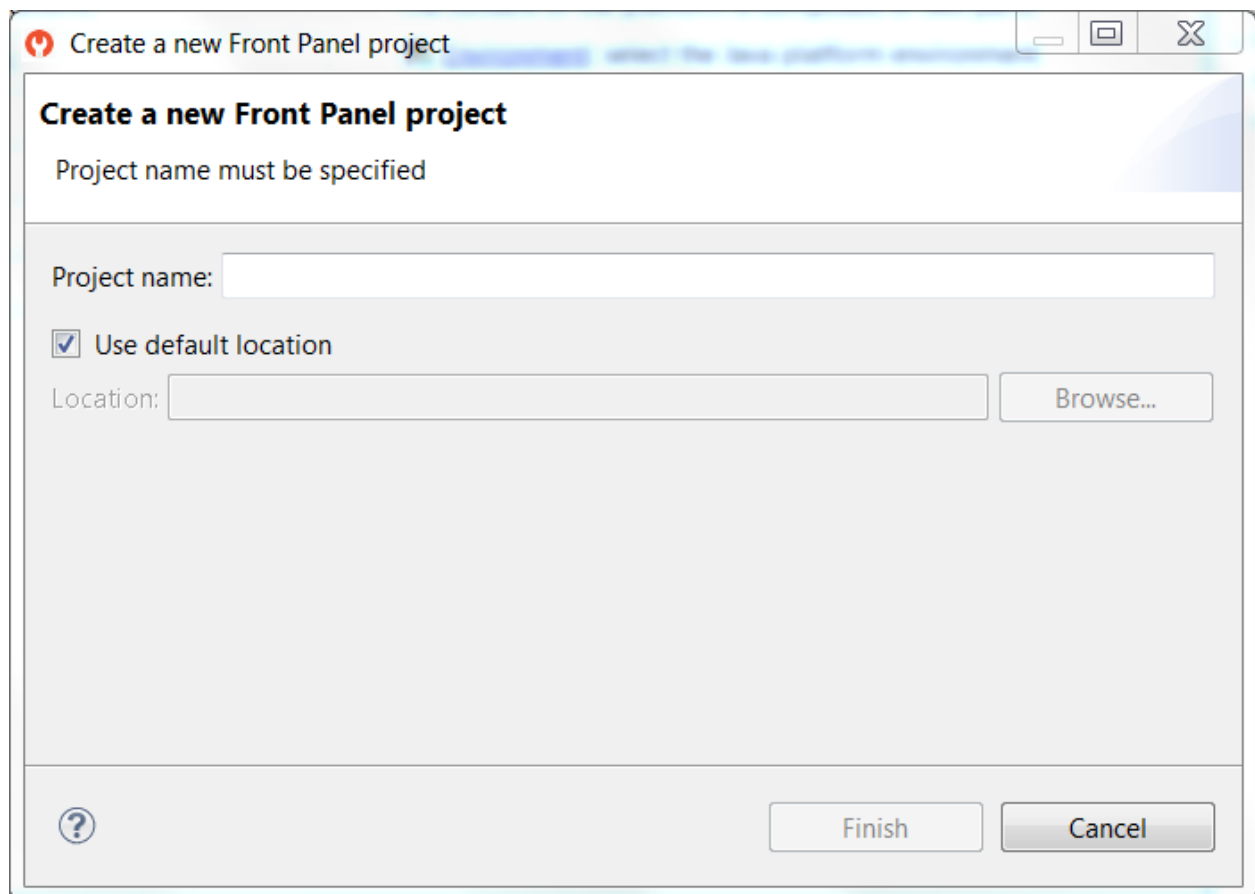 Create a new Front Panel project
Create a new Front Panel project
Project name must be specified
Project name:
Use default location
Location:
Browse...
?
Finish
Cancel